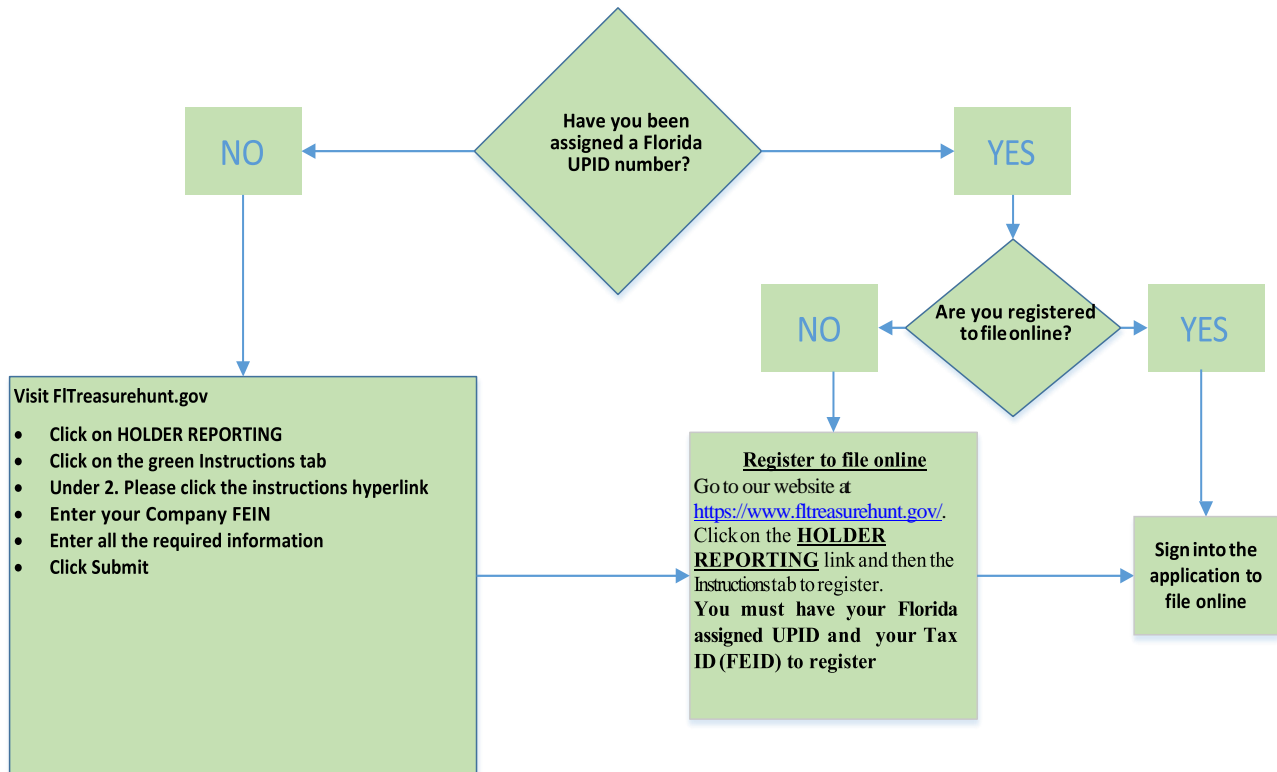 Have you been
assigned a Florida
UPID number?
NO
YES
Are you registered
to file online?
NO
YES
Visit FlTreasurehunt.gov
• Click on HOLDER REPORTING
• Click on the green Instructions tab
• Under 2. Please click the instructions hyperlink
• Enter your Company FEIN
• Enter all the required information
• Click Submit
Register to file online
Go to our website at
https://www.fltreasurehunt.gov/.
Click on the HOLDER
REPORTING link and then the
Instructions tab to register.
You must have your Florida
assigned UPID and your Tax
ID (FEID) to register
Sign into the
application to
file online